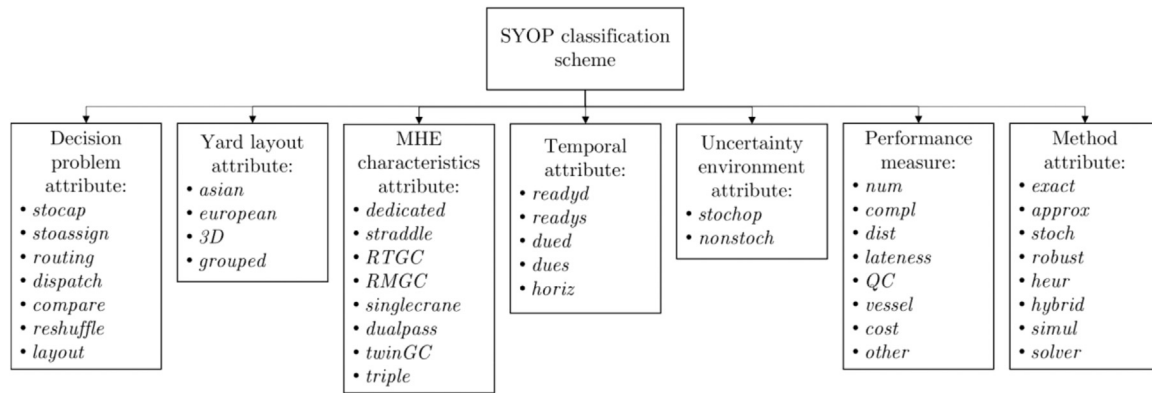 SYOP classification
scheme
Decision
problem
attribute:
• stocap
• stoassign
• routing
• dispatch
• compare
• reshuffle
• layout
Yard layout
attribute:
• asian
• european
• 3D
• grouped
MHE
characteristics
attribute:
• dedicated
• straddle
• RTGC
• RMGC
• singlecrane
• dualpass
• twinGC
• triple
Temporal
attribute:
• readyd
• readys
• dued
• dues
• horiz
Uncertainty
environment
attribute:
• stochop
• nonstoch
Performance
measure:
• num
• compl
• dist
• lateness
• QC
• vessel
• cost
• other
Method
attribute:
• exact
• approx
• stoch
• robust
• heur
• hybrid
• simul
• solver